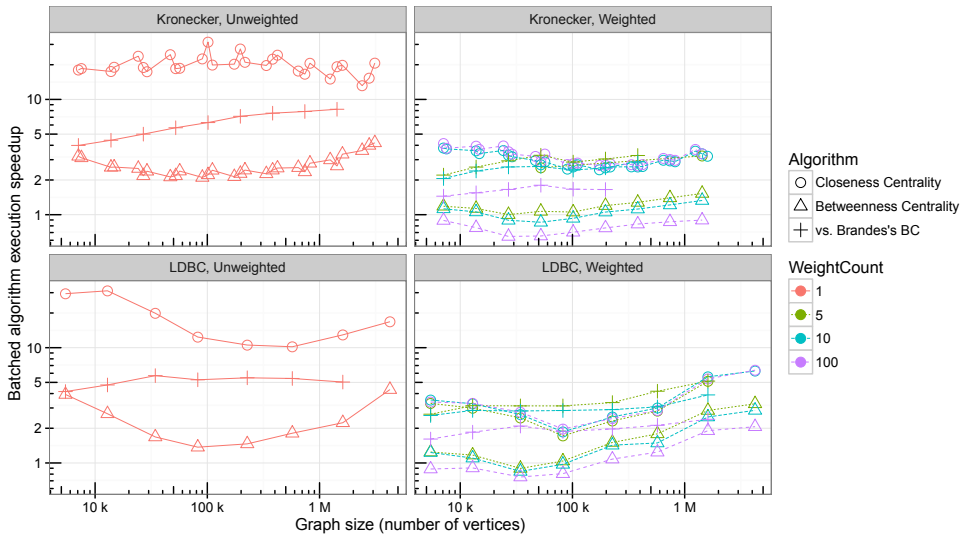 Kronecker, Unweighted
Kronecker, Weighted
10
5
2
1
LDBC, Unweighted
LDBC, Weighted
10
5
2
1
10 k
100 k
1 M
10 k
100 k
1 M
Graph size (number of vertices)
Batched algorithm execution speedup
Algorithm
Closeness Centrality
Betweenness Centrality
vs. Brandes's BC
WeightCount
1
5
10
100